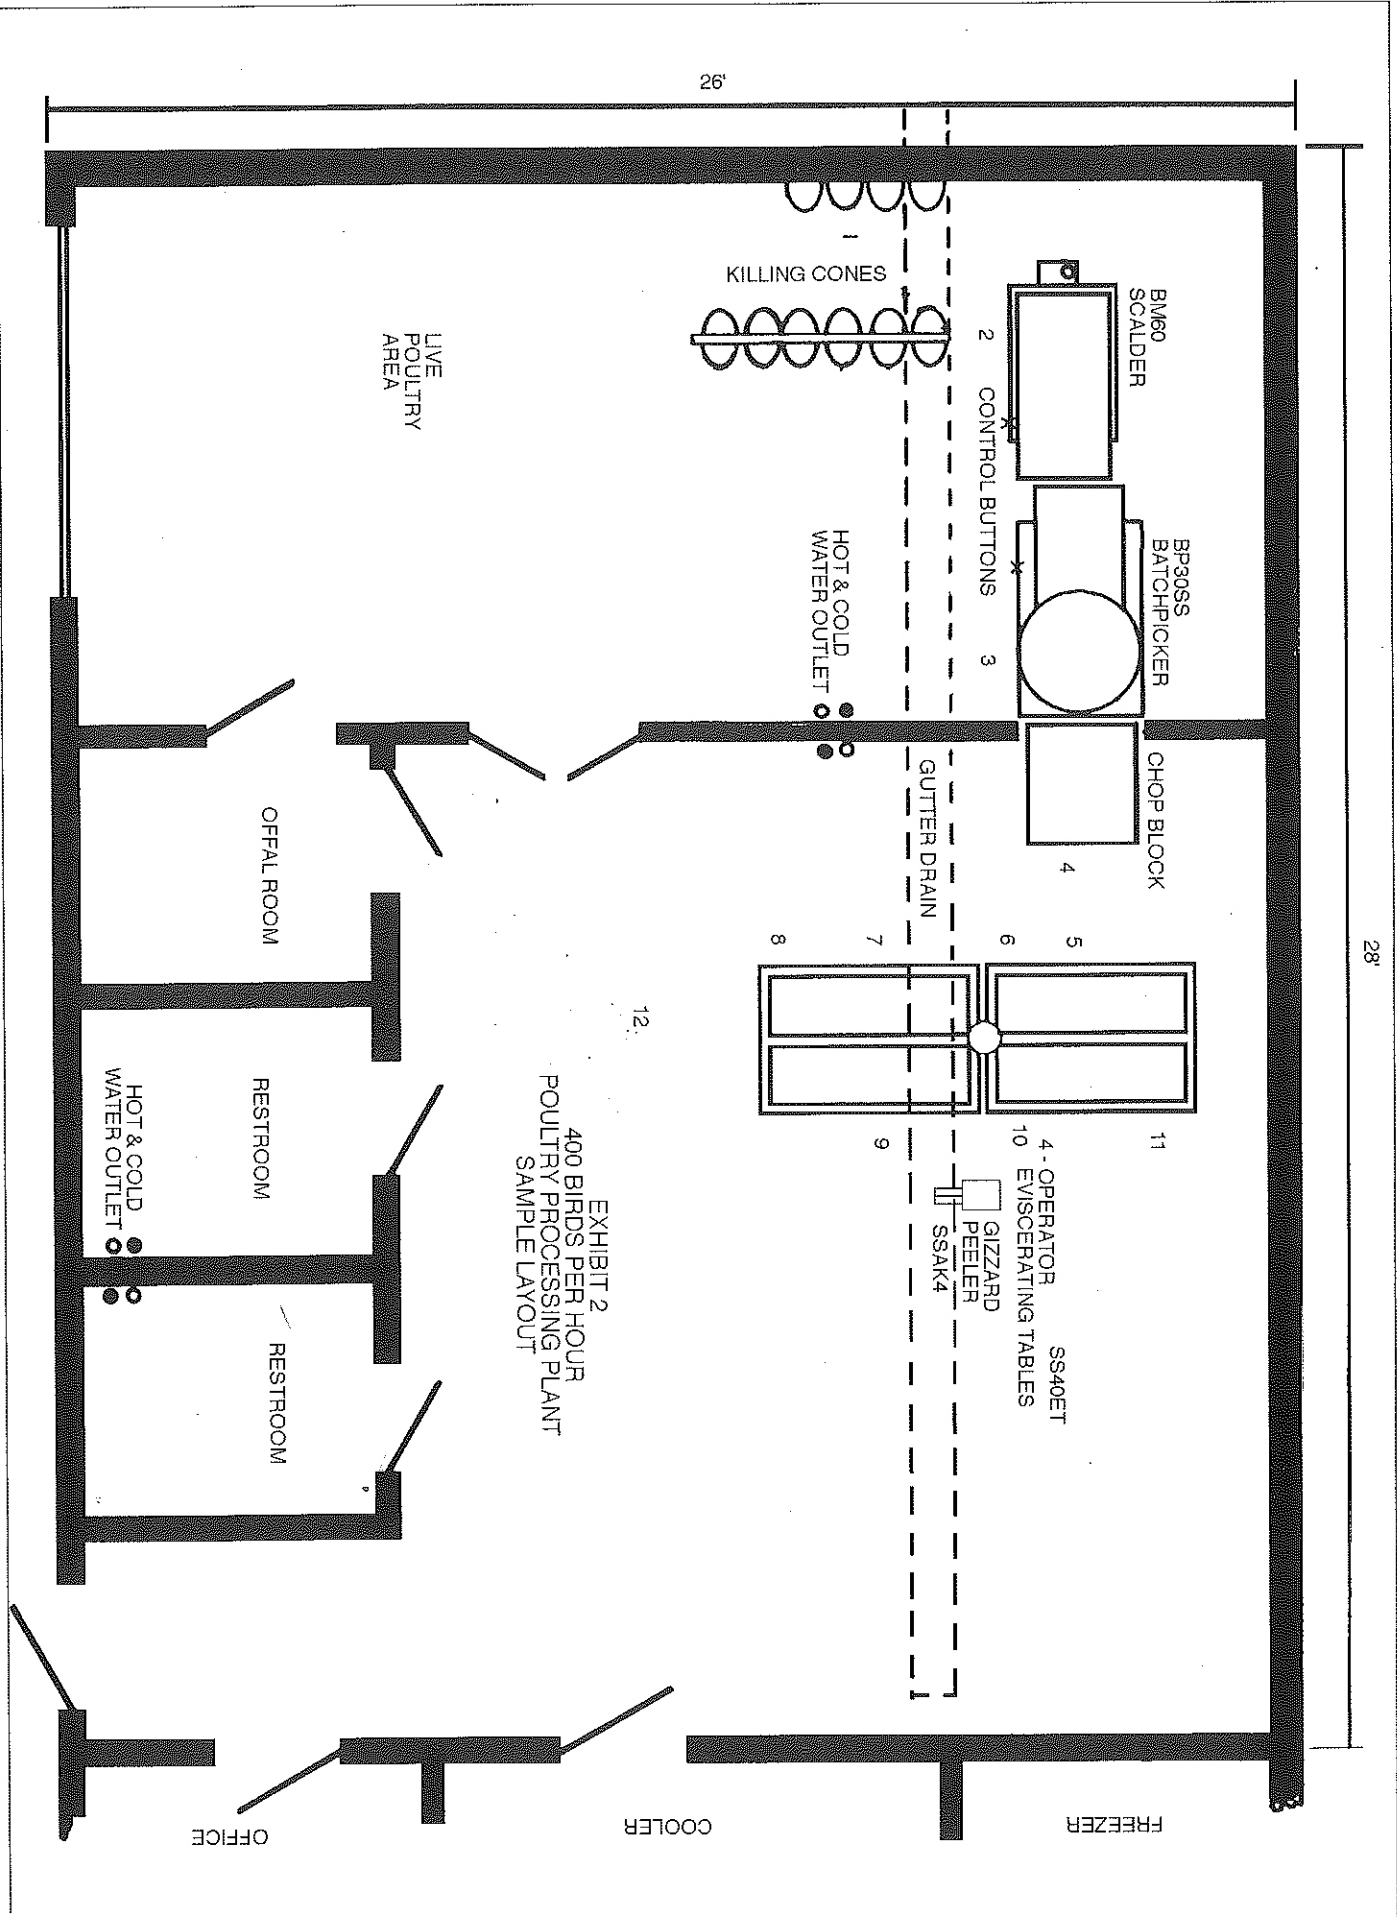 26'
28'
BM60
SCALDER
BP30SS
BATCHPICKER
CHOP BLOCK
KILLING CONES
1
2
CONTROL BUTTONS
3
4
LIVE
POULTRY
AREA
HOT & COLD
WATER OUTLET
GUTTER DRAIN
5
6
7
8
9
10
11
4 - OPERATOR
EVISCERATING TABLES
SS40ET
GIZZARD
PEELER
SSAK4
12
OFFAL ROOM
RESTROOM
HOT & COLD
WATER OUTLET
RESTROOM
EXHIBIT 2
400 BIRDS PER HOUR
POULTRY PROCESSING PLANT
SAMPLE LAYOUT
OFFICE
COOLER
FREEZER